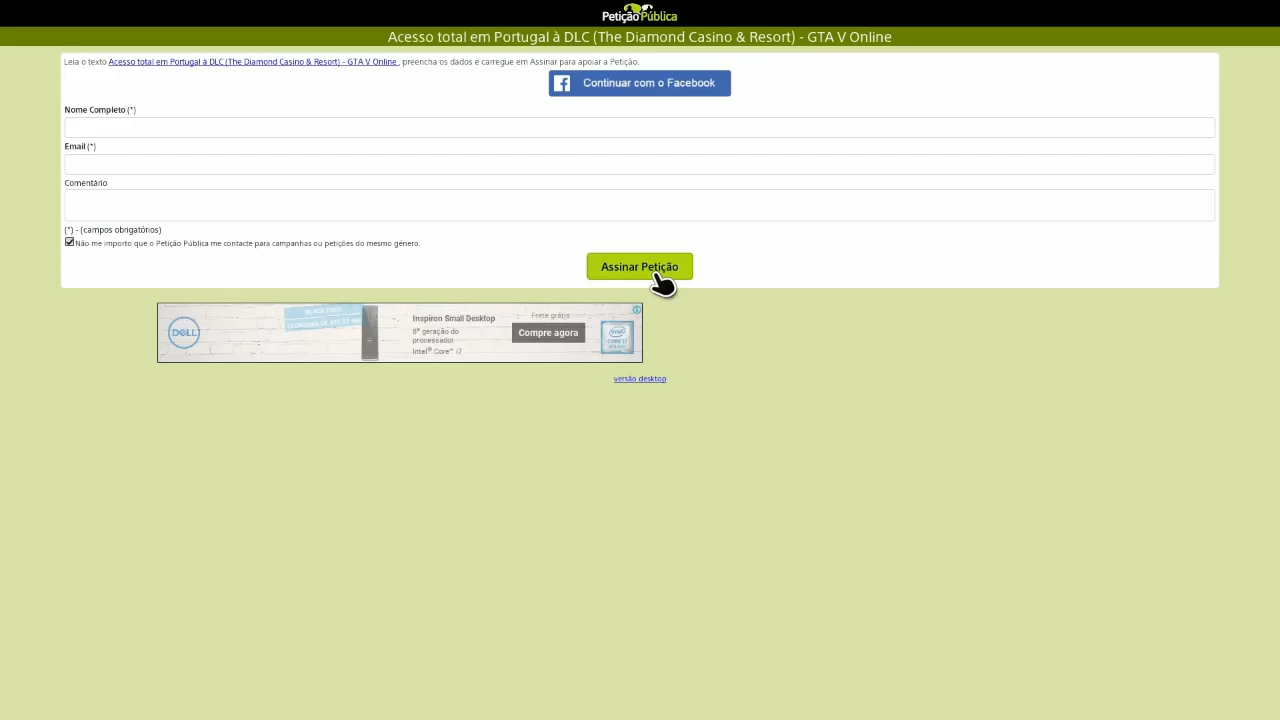 PetiçãoPública
Acesso total em Portugal à DLC (The Diamond Casino & Resort) - GTA V Online
Leia o texto Acesso total em Portugal à DLC (The Diamond Casino & Resort) - GTA V Online , preencha os dados e carregue em Assinar para apoiar a Petição.
Continuar com o Facebook
Nome Completo (*)
Email (*)
Comentário
(*) - (campos obrigatórios)
Não me importo que o Petição Pública me contacte para campanhas ou petições do mesmo género.
Assinar Petição
DELL
Inspiron Small Desktop
8ª geração do
processador
Intel® Core™ i7
Frete grátis
Compre agora
versão desktop